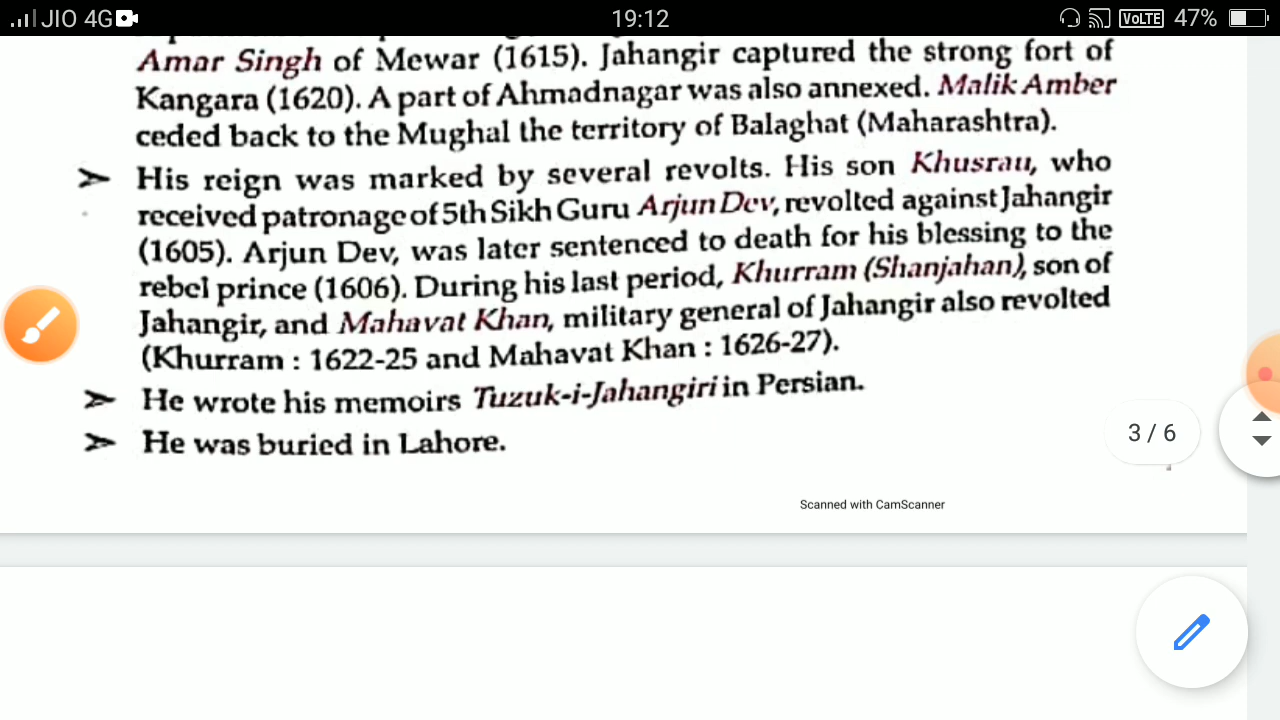 JIO 4G 19:12 VoLTE 47%
Amar Singh of Mewar (1615). Jahangir captured the strong fort of
Kangara (1620). A part of Ahmadnagar was also annexed. Malik Amber
ceded back to the Mughal the territory of Balaghat (Maharashtra).
➢ His reign was marked by several revolts. His son Khusrau, who
received patronage of 5th Sikh Guru Arjun Dev, revolted against Jahangir
(1605). Arjun Dev, was later sentenced to death for his blessing to the
rebel prince (1606). During his last period, Khurram (Shanjahan), son of
Jahangir, and Mahavat Khan, military general of Jahangir also revolted
(Khurram : 1622-25 and Mahavat Khan : 1626-27).
➢ He wrote his memoirs Tuzuk-i-Jahangiri in Persian.
➢ He was buried in Lahore.
3 / 6
Scanned with CamScanner